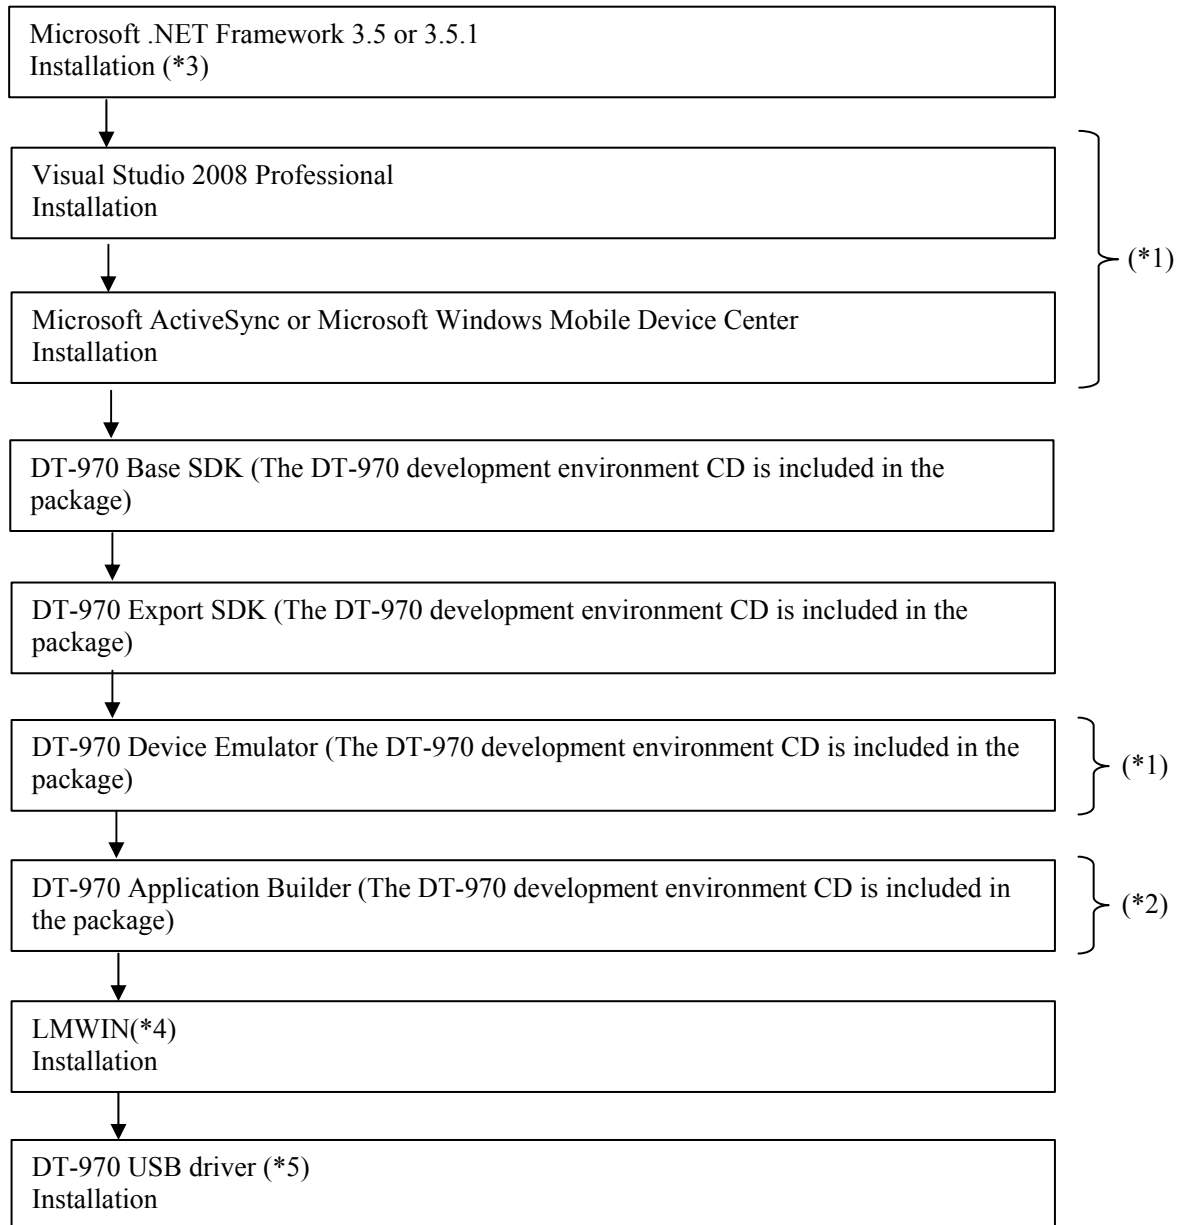 Microsoft .NET Framework 3.5 or 3.5.1
Installation (*3)
Visual Studio 2008 Professional
Installation
(*1)
Microsoft ActiveSync or Microsoft Windows Mobile Device Center
Installation
DT-970 Base SDK (The DT-970 development environment CD is included in the
package)
DT-970 Export SDK (The DT-970 development environment CD is included in the
package)
DT-970 Device Emulator (The DT-970 development environment CD is included in the
package)
(*1)
DT-970 Application Builder (The DT-970 development environment CD is included in
the package)
(*2)
LMWIN(*4)
Installation
DT-970 USB driver (*5)
Installation